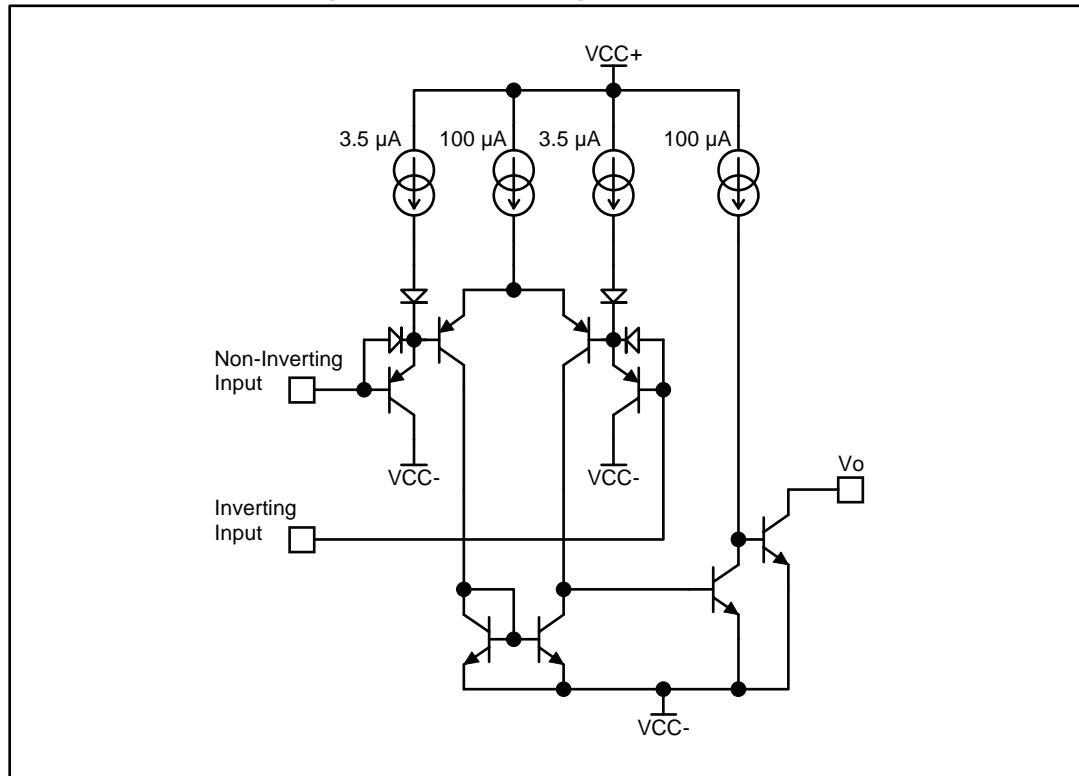 VCC+
3.5 µA
100 µA
3.5 µA
100 µA
Non-Inverting
Input
VCC-
VCC-
Vo
Inverting
Input
VCC-